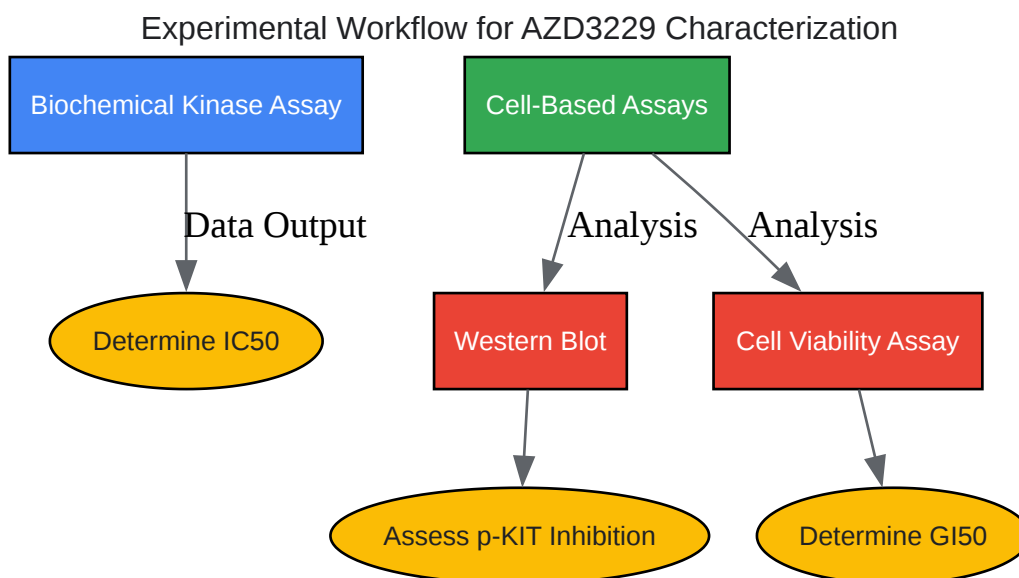 Experimental Workflow for AZD3229 Characterization
Biochemical Kinase Assay
Cell-Based Assays
Data Output
Analysis
Analysis
Determine IC50
Western Blot
Cell Viability Assay
Assess p-KIT Inhibition
Determine GI50